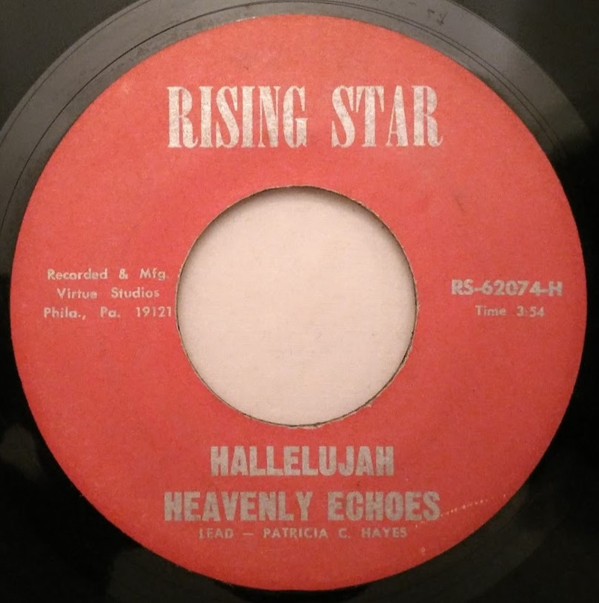 RISING STAR
Recorded & Mfg.
Virtue Studios
Phila., Pa. 19121
RS-62074-H
Time 3:54
HALLELUJAH
HEAVENLY ECHOES
LEAD — PATRICIA C. HAYES